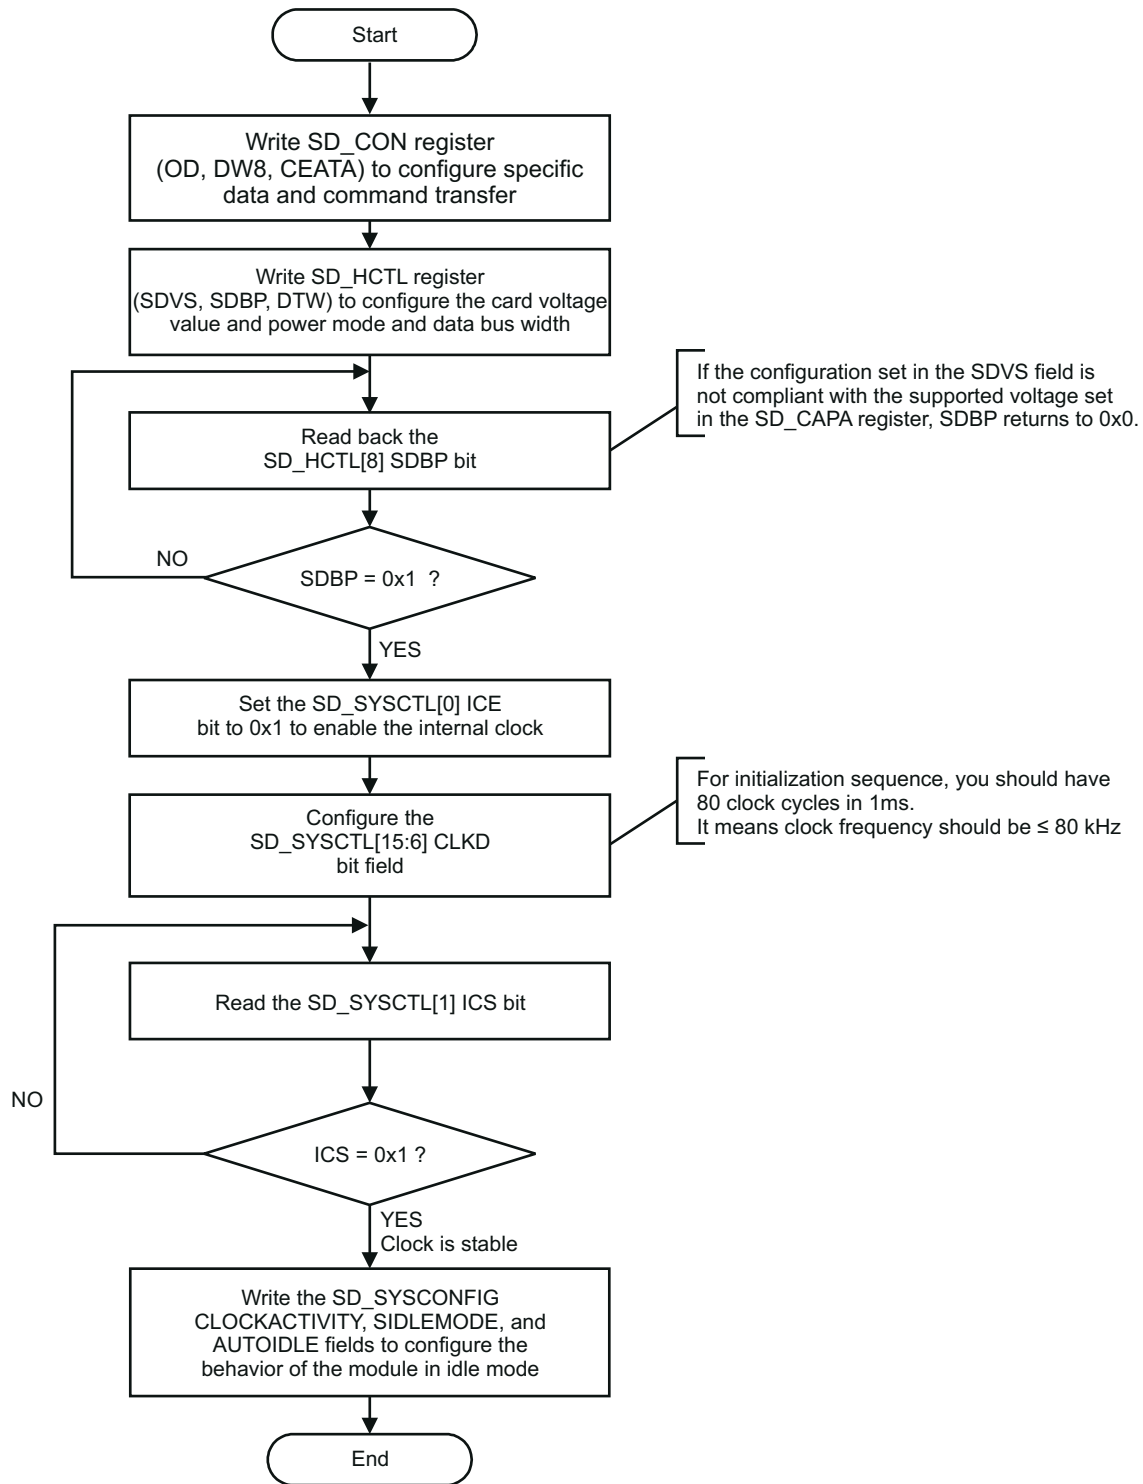 Start
Write SD_CON register
(OD, DW8, CEATA) to configure specific
data and command transfer
Write SD_HCTL register
(SDVS, SDBP, DTW) to configure the card voltage
value and power mode and data bus width
If the configuration set in the SDVS field is
not compliant with the supported voltage set
in the SD_CAPA register, SDBP returns to 0x0.
Read back the
SD_HCTL[8] SDBP bit
NO
SDBP = 0x1 ?
YES
Set the SD_SYSCTL[0] ICE
bit to 0x1 to enable the internal clock
For initialization sequence, you should have
80 clock cycles in 1ms.
It means clock frequency should be ≤ 80 kHz
Configure the
SD_SYSCTL[15:6] CLKD
bit field
Read the SD_SYSCTL[1] ICS bit
NO
ICS = 0x1 ?
YES
Clock is stable
Write the SD_SYSCONFIG
CLOCKACTIVITY, SIDLEMODE, and
AUTOIDLE fields to configure the
behavior of the module in idle mode
End